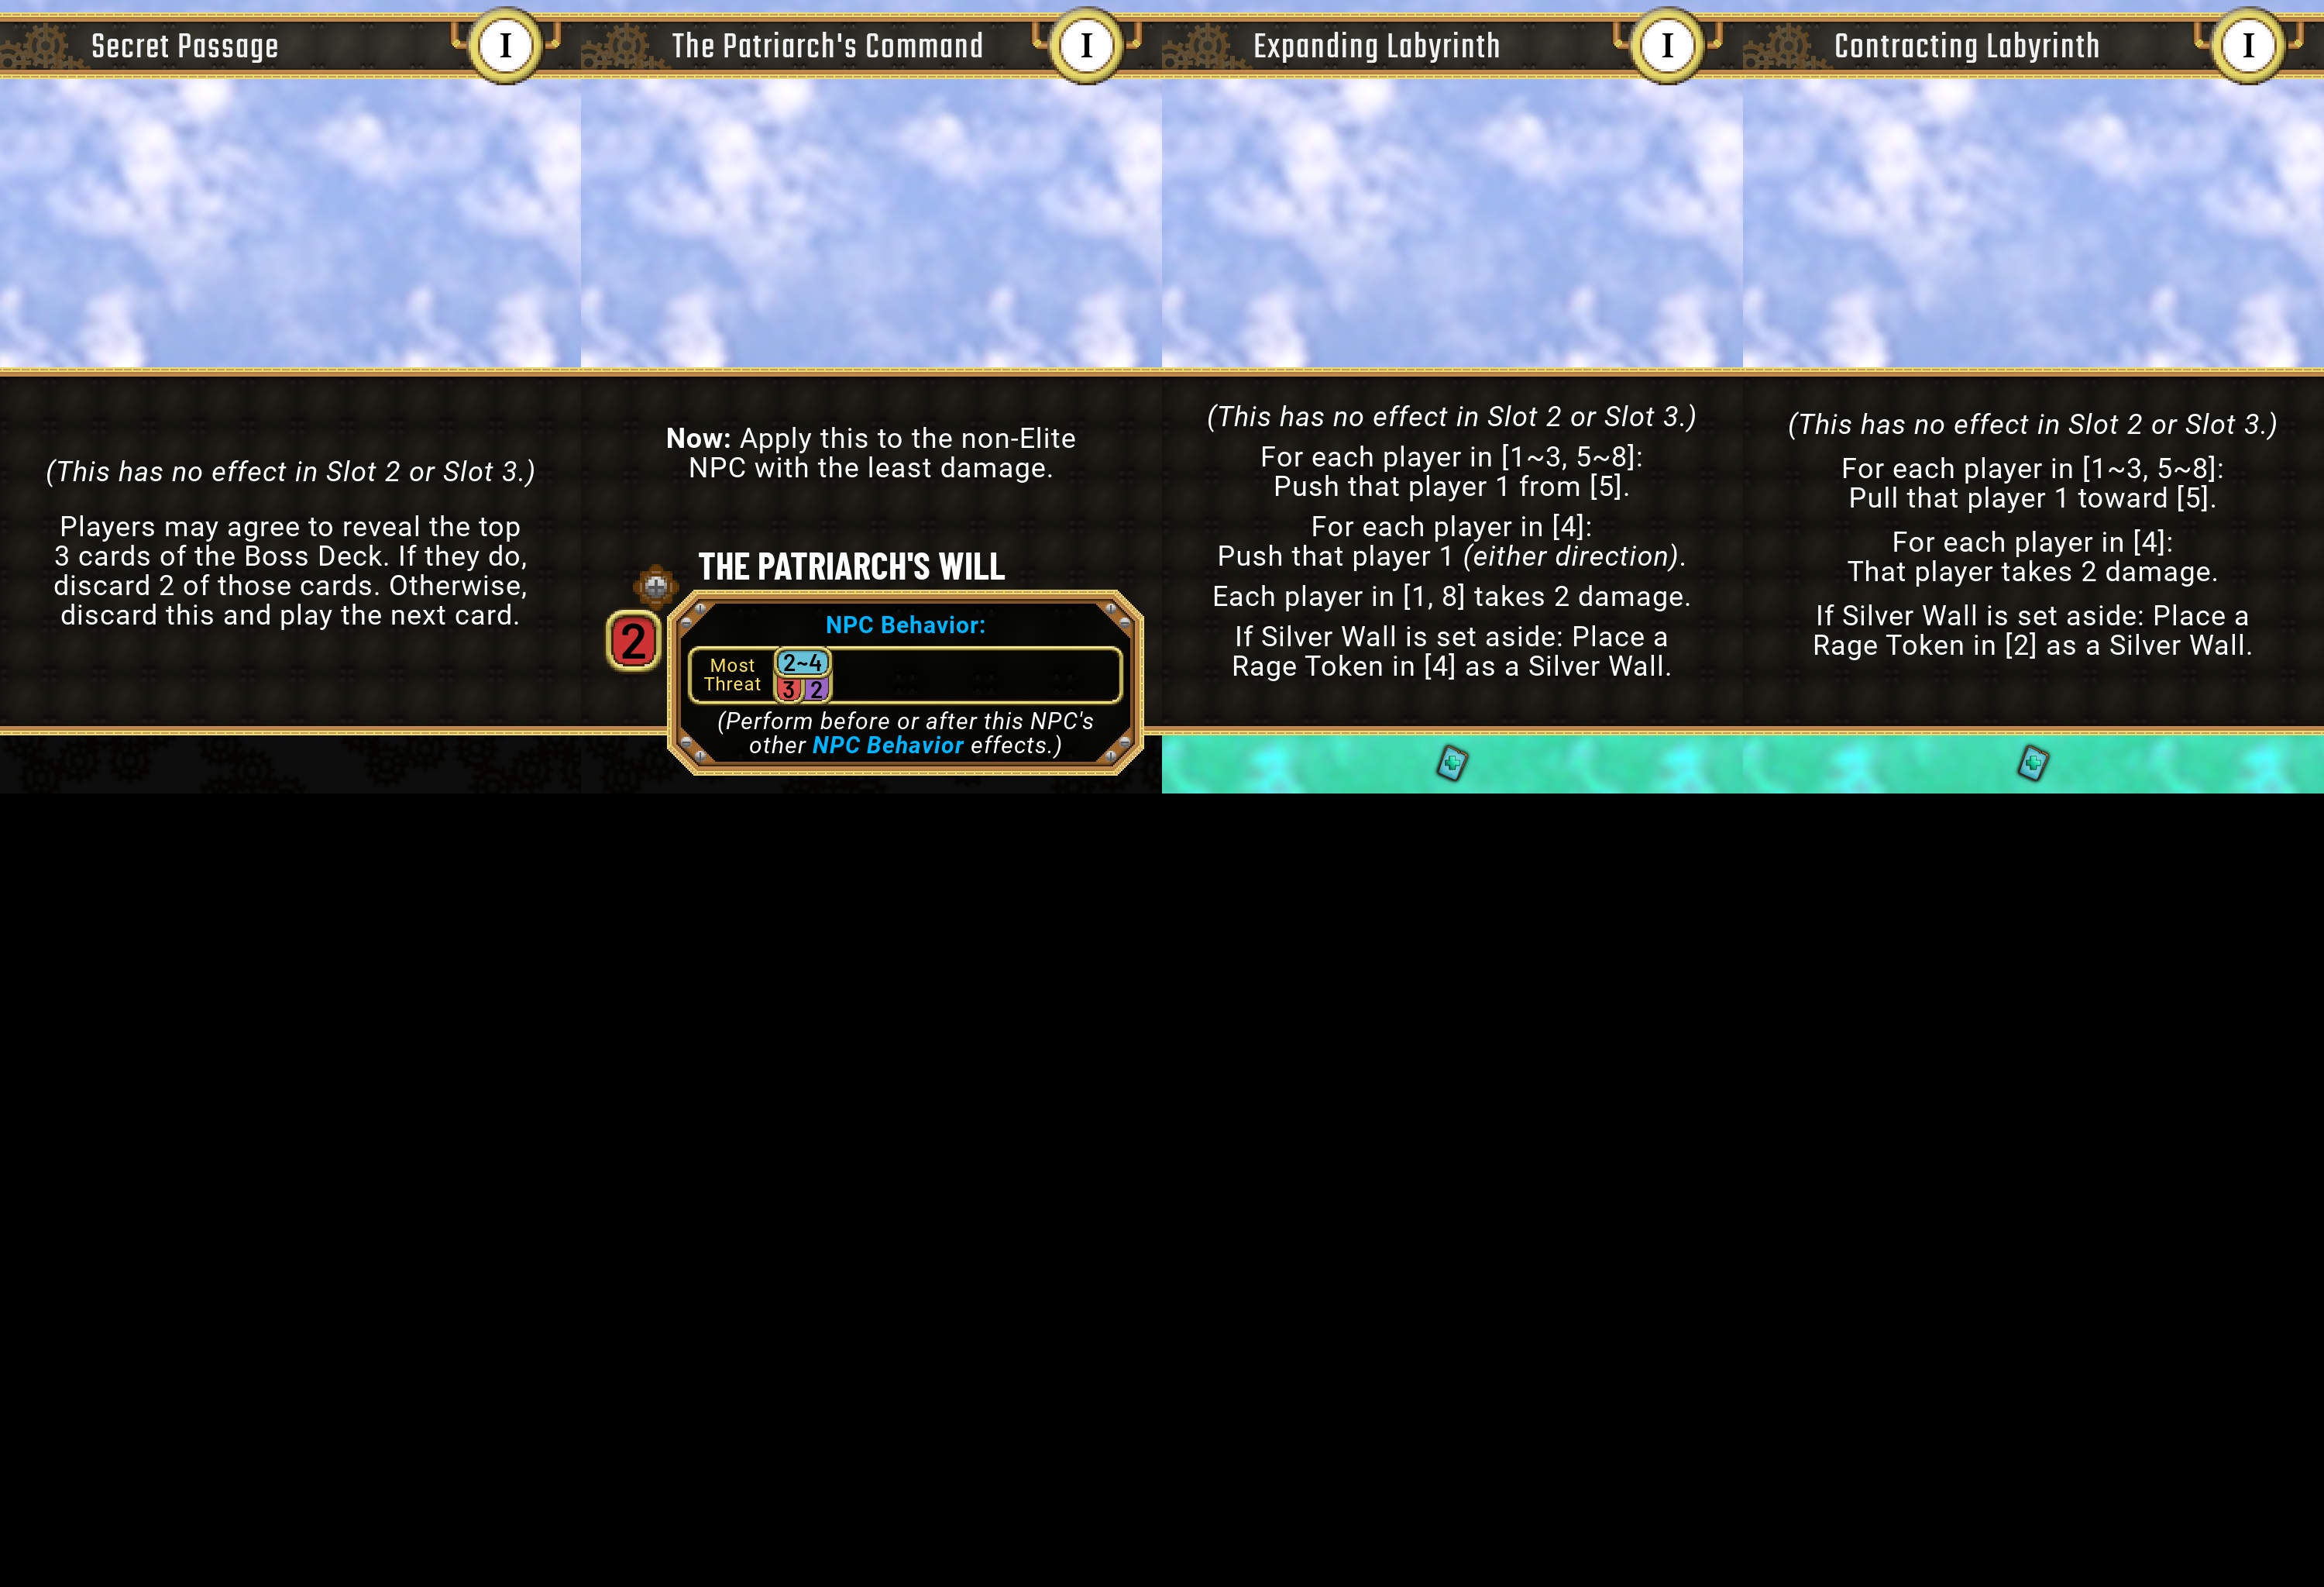 Secret Passage
I
(This has no effect in Slot 2 or Slot 3.)
Players may agree to reveal the top
3 cards of the Boss Deck. If they do,
discard 2 of those cards. Otherwise,
discard this and play the next card.
The Patriarch's Command
I
Now: Apply this to the non-Elite
NPC with the least damage.
THE PATRIARCH'S WILL
2
NPC Behavior:
Most
Threat
2~4
3 2
(Perform before or after this NPC's
other NPC Behavior effects.)
Expanding Labyrinth
I
(This has no effect in Slot 2 or Slot 3.)
For each player in [1~3, 5~8]:
Push that player 1 from [5].
For each player in [4]:
Push that player 1 (either direction).
Each player in [1, 8] takes 2 damage.
If Silver Wall is set aside: Place a
Rage Token in [4] as a Silver Wall.
Contracting Labyrinth
I
(This has no effect in Slot 2 or Slot 3.)
For each player in [1~3, 5~8]:
Pull that player 1 toward [5].
For each player in [4]:
That player takes 2 damage.
If Silver Wall is set aside: Place a
Rage Token in [2] as a Silver Wall.